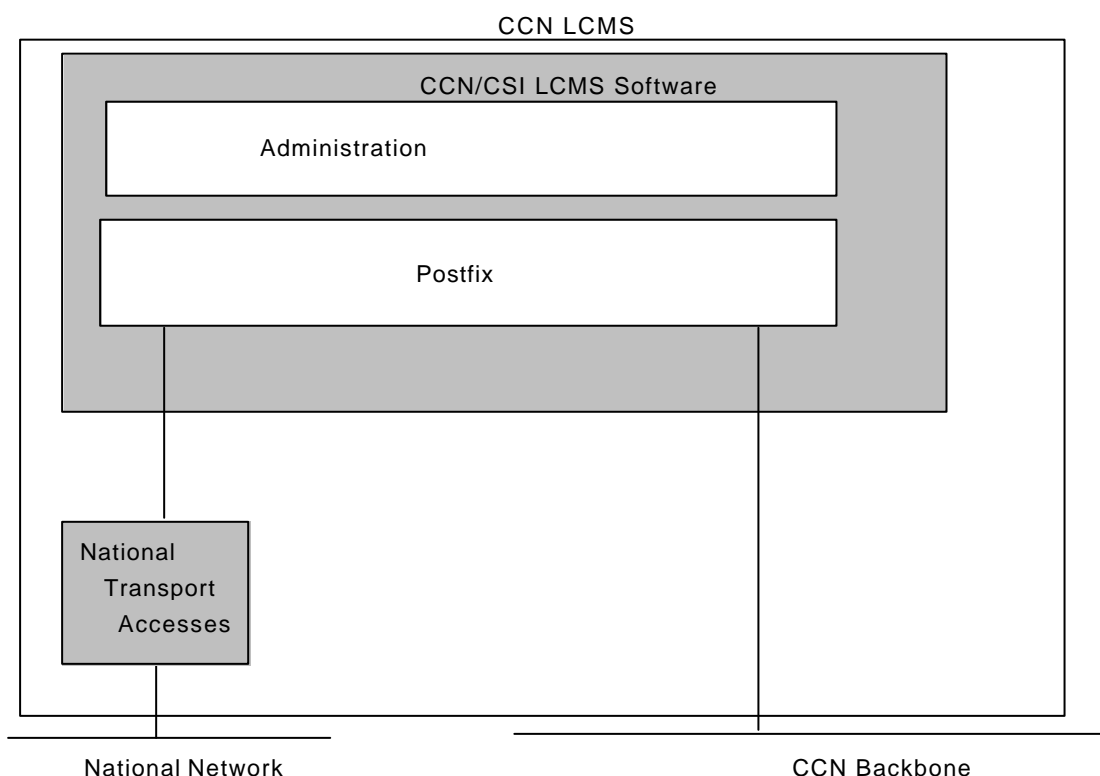 CCN LCMS
CCN/CSI LCMS Software
Administration
Postfix
National
Transport
Accesses
National Network
CCN Backbone